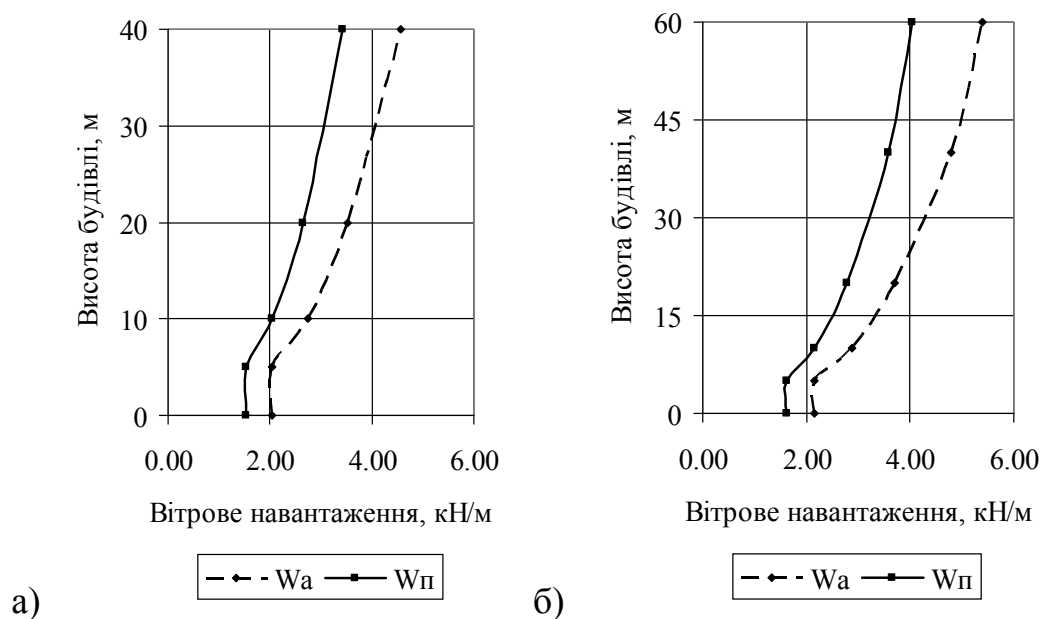 40
30
20
10
0
Висота будівлі, м
0.00 2.00 4.00 6.00
Вітрове навантаження, кН/м
Wа Wп
а)
60
45
30
15
0
Висота будівлі, м
0.00 2.00 4.00 6.00
Вітрове навантаження, кН/м
Wа Wп
б)